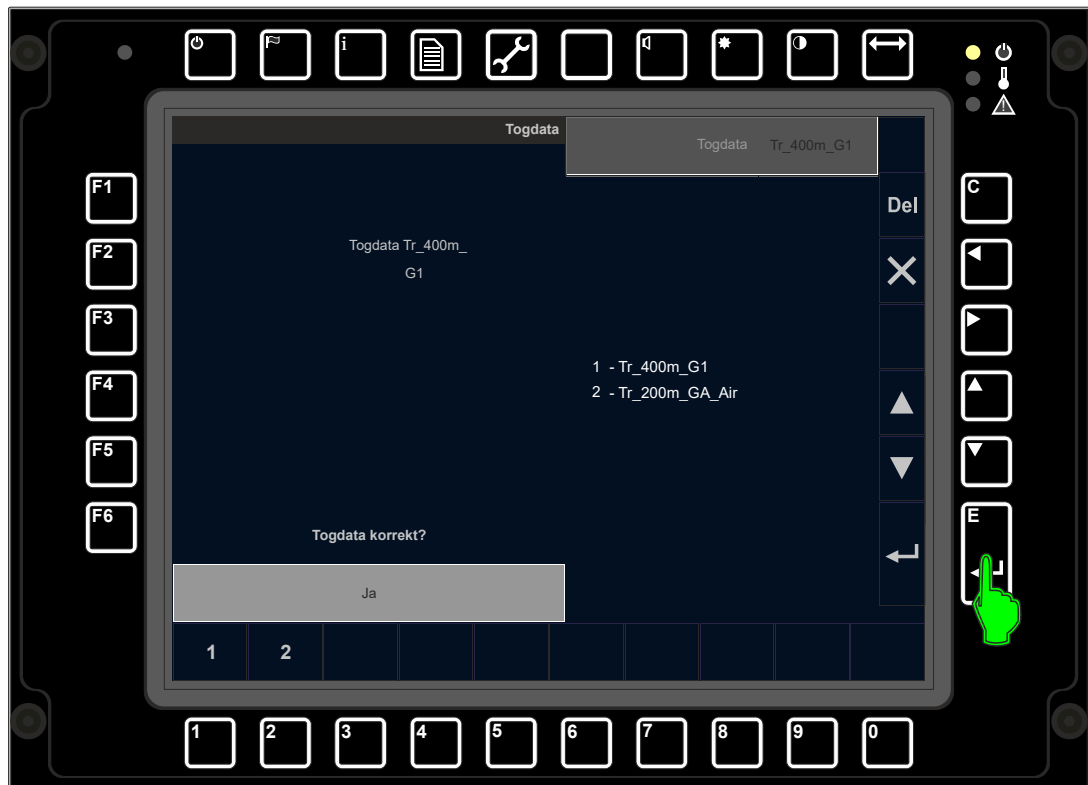 i
Togdata
Togdata Tr_400m_G1
F1
C
Del
F2
Togdata Tr_400m_
G1
F3
1 - Tr_400m_G1
2 - Tr_200m_GA_Air
F4
F5
F6
E
Togdata korrekt?
Ja
1 2
1 2 3 4 5 6 7 8 9 0